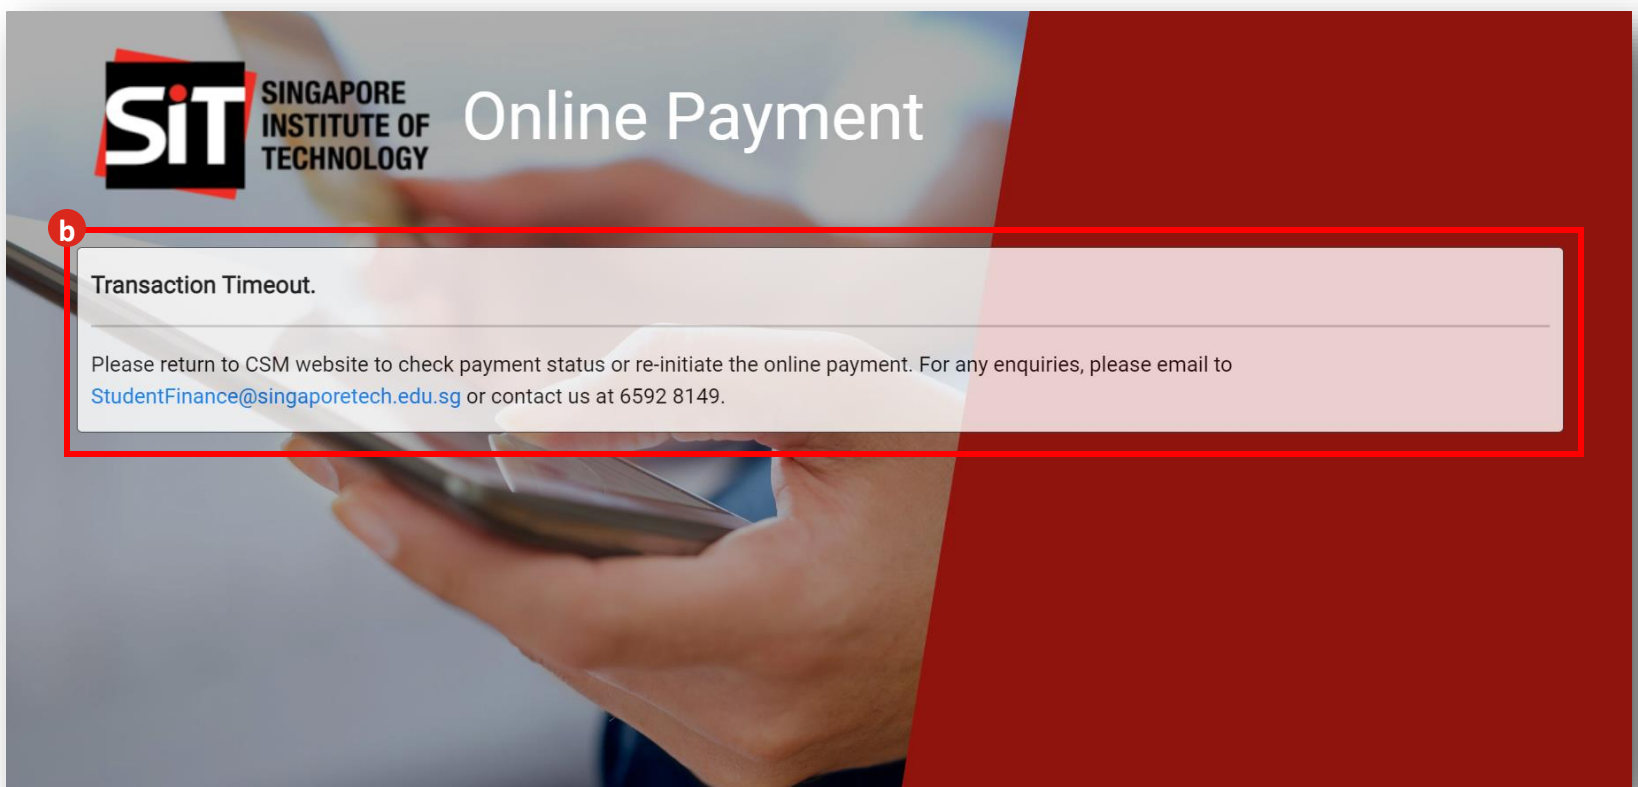 SiT
SINGAPORE
INSTITUTE OF
TECHNOLOGY
Online Payment
b
Transaction Timeout.
Please return to CSM website to check payment status or re-initiate the online payment. For any enquiries, please email to
StudentFinance@singaporetech.edu.sg or contact us at 6592 8149.